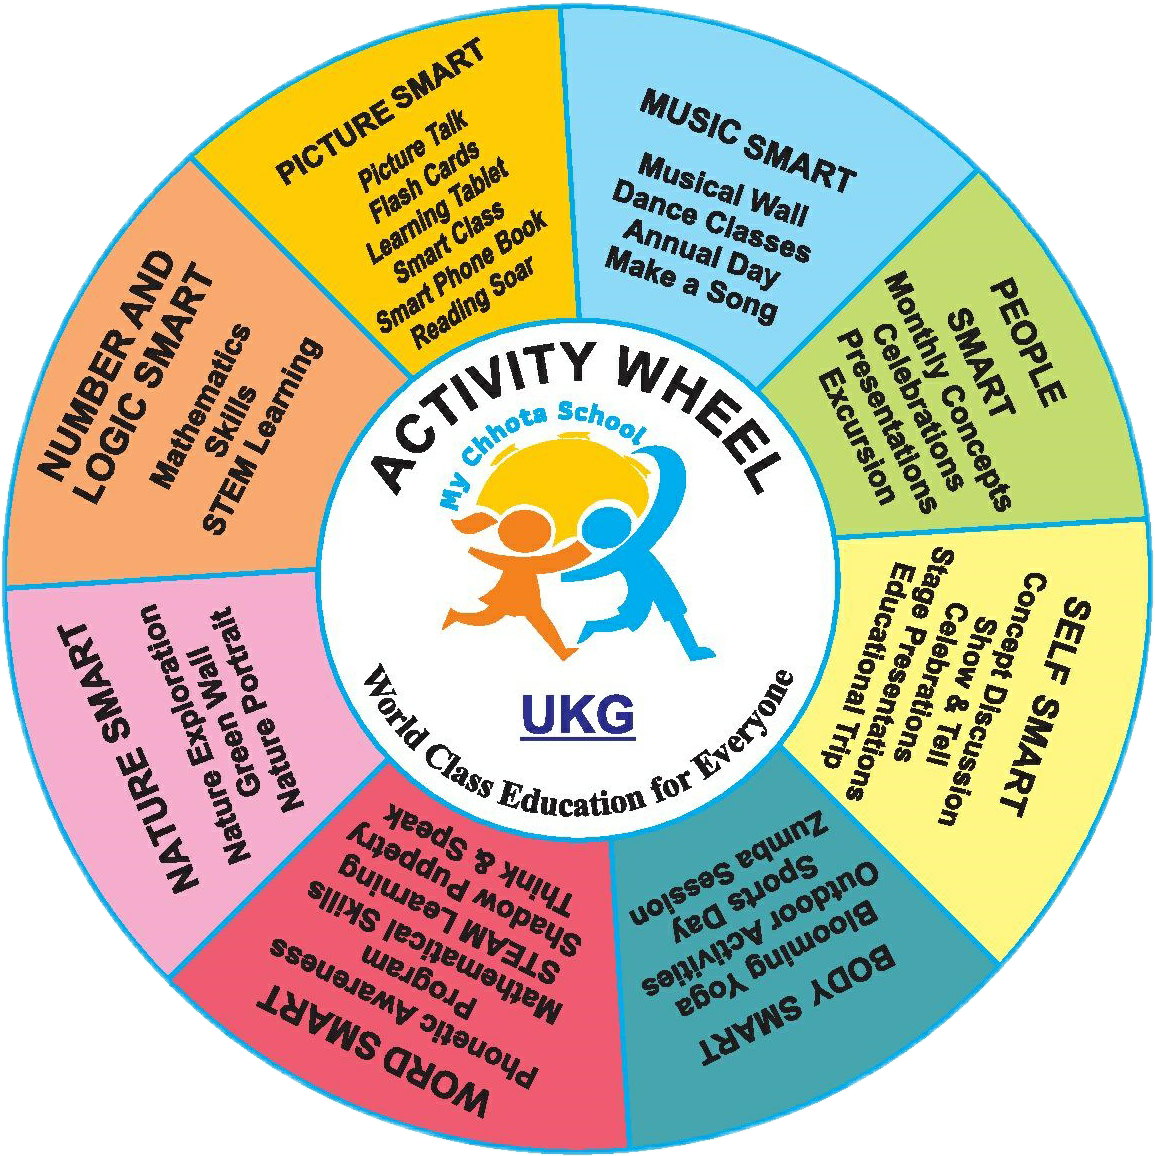 ACTIVITY WHEEL
My Chhota School
UKG
World Class Education for Everyone
PICTURE SMART
Picture Talk
Flash Cards
Learning Tablet
Smart Class
Smart Phone Book
Reading Soar
MUSIC SMART
Musical Wall
Dance Classes
Annual Day
Make a Song
PEOPLE
SMART
Monthly Concepts
Celebrations
Presentations
Excursion
SELF SMART
Concept Discussion
Show & Tell
Celebrations
Stage Presentations
Educational Trip
BODY SMART
Blooming Yoga
Outdoor Activities
Sports Day
Zumba Session
WORD SMART
Phonetic Awareness
Program
Mathematical Skills
STEAM Learning
Shadow Puppetry
Think & Speak
NATURE SMART
Nature Exploration
Green Wall
Nature Portrait
NUMBER AND
LOGIC SMART
Mathematics
Skills
STEM Learning